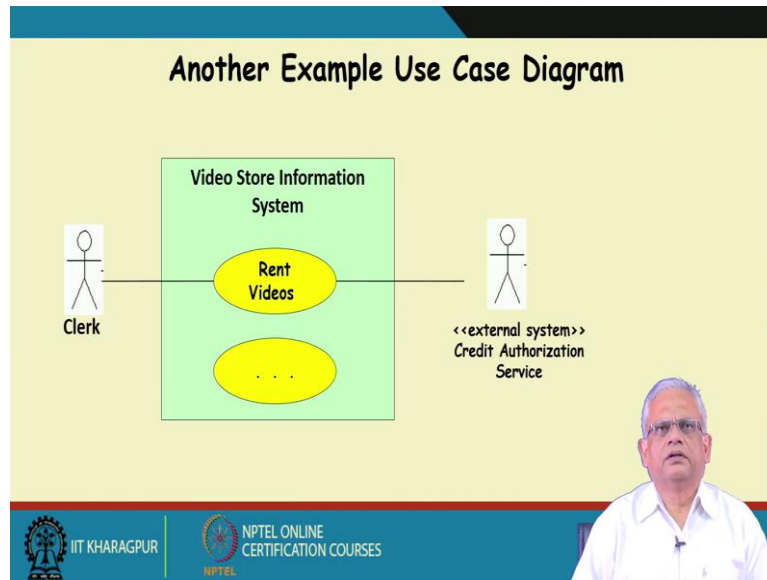 Another Example Use Case Diagram
Video Store Information
System
Rent
Videos
Clerk
. . .
<<external system>>
Credit Authorization
Service
IIT KHARAGPUR
NPTEL
NPTEL ONLINE
CERTIFICATION COURSES